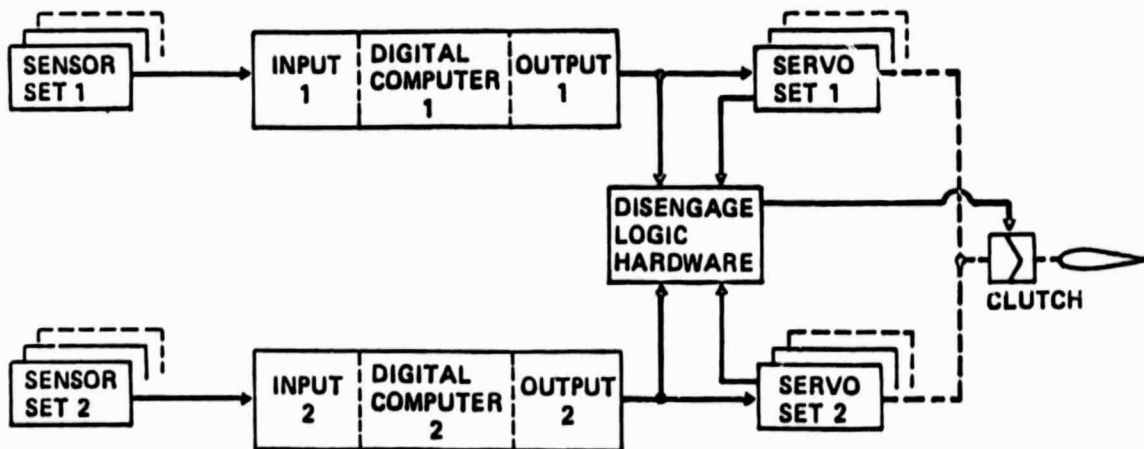 SENSOR
SET 1
INPUT
1
DIGITAL
COMPUTER
1
OUTPUT
1
SERVO
SET 1
DISENGAGE
LOGIC
HARDWARE
CLUTCH
SENSOR
SET 2
INPUT
2
DIGITAL
COMPUTER
2
OUTPUT
2
SERVO
SET 2